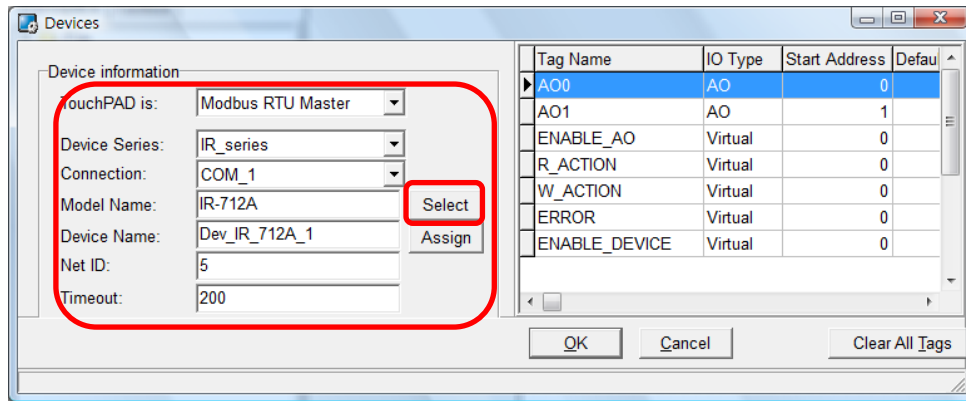 Devices
Device information
TouchPAD is: Modbus RTU Master
Device Series: IR_series
Connection: COM_1
Model Name: IR-712A Select
Device Name: Dev_IR_712A_1 Assign
Net ID: 5
Timeout: 200
Tag Name IO Type Start Address Defau
AO0 AO 0
AO1 AO 1
ENABLE_AO Virtual 0
R_ACTION Virtual 0
W_ACTION Virtual 0
ERROR Virtual 0
ENABLE_DEVICE Virtual 0
OK Cancel Clear All Tags